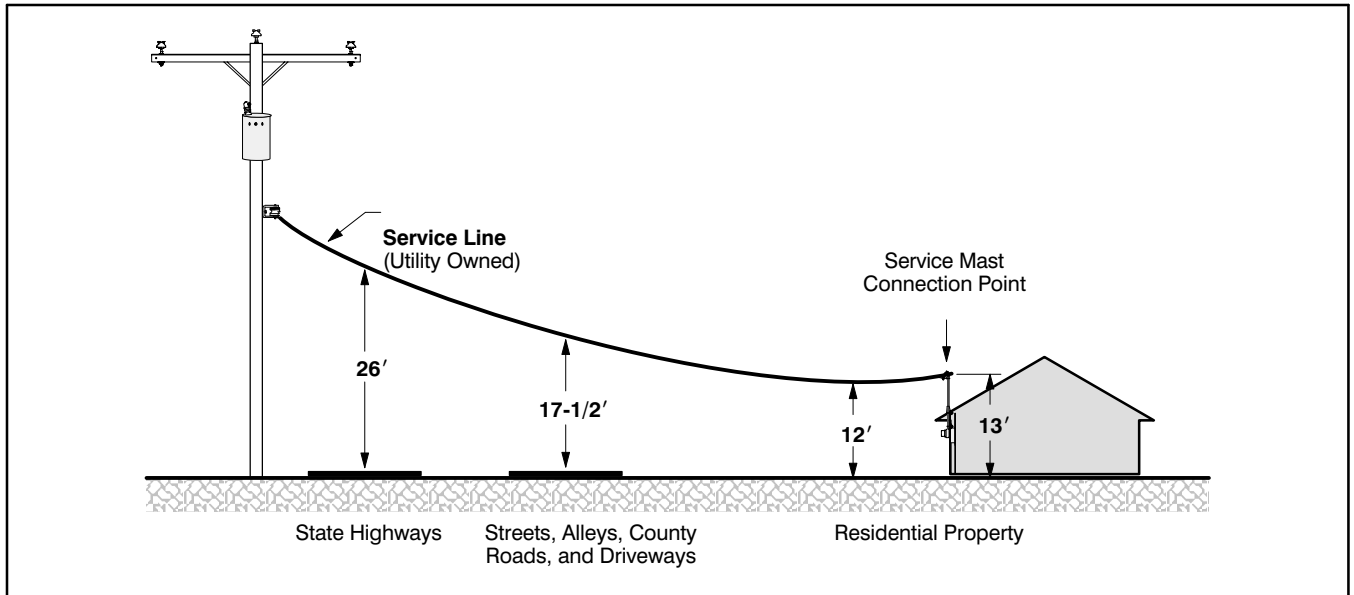 Service Line
(Utility Owned)
Service Mast
Connection Point
26′
17-1/2′
12′
13′
State Highways
Streets, Alleys, County
Roads, and Driveways
Residential Property